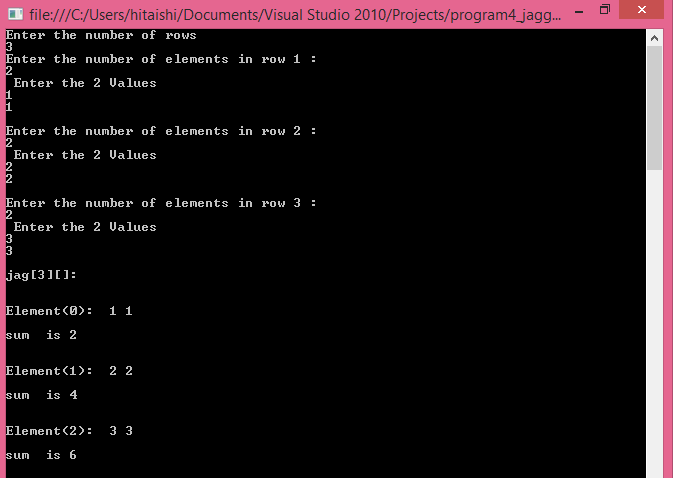 file:///C:/Users/hitaishi/Documents/Visual Studio 2010/Projects/program4_jagg...
Enter the number of rows
3
Enter the number of elements in row 1 :
2
Enter the 2 Values
1
1
Enter the number of elements in row 2 :
2
Enter the 2 Values
2
2
Enter the number of elements in row 3 :
2
Enter the 2 Values
3
3
jag[3][]:
Element(0):  1 1
sum  is 2
Element(1):  2 2
sum  is 4
Element(2):  3 3
sum  is 6